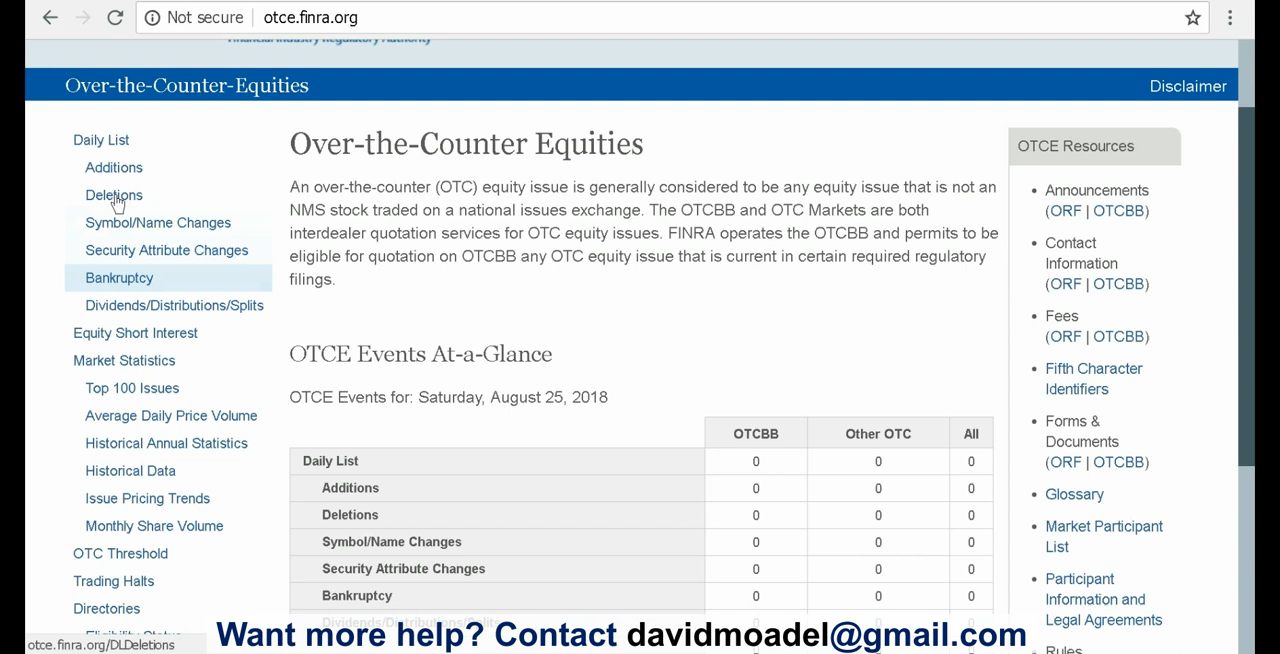 Not secure
otce.finra.org
Financial Industry Regulatory Authority
Over-the-Counter-Equities
Disclaimer
Daily List
Additions
Deletions
Symbol/Name Changes
Security Attribute Changes
Bankruptcy
Dividends/Distributions/Splits
Equity Short Interest
Market Statistics
Top 100 Issues
Average Daily Price Volume
Historical Annual Statistics
Historical Data
Issue Pricing Trends
Monthly Share Volume
OTC Threshold
Trading Halts
Directories
Eligibility Status
otce.finra.org/DLDeletions
Over-the-Counter Equities
An over-the-counter (OTC) equity issue is generally considered to be any equity issue that is not an
NMS stock traded on a national issues exchange. The OTCBB and OTC Markets are both
interdealer quotation services for OTC equity issues. FINRA operates the OTCBB and permits to be
eligible for quotation on OTCBB any OTC equity issue that is current in certain required regulatory
filings.
OTCE Events At-a-Glance
OTCE Events for: Saturday, August 25, 2018
OTCBB Other OTC All
Daily List 0 0 0
Additions 0 0 0
Deletions 0 0 0
Symbol/Name Changes 0 0 0
Security Attribute Changes 0 0 0
Bankruptcy 0 0 0
Dividends/Distributions/Splits
OTCE Resources
Announcements
(ORF | OTCBB)
Contact
Information
(ORF | OTCBB)
Fees
(ORF | OTCBB)
Fifth Character
Identifiers
Forms &
Documents
(ORF | OTCBB)
Glossary
Market Participant
List
Participant
Information and
Legal Agreements
Rules
Want more help? Contact davidmoadel@gmail.com